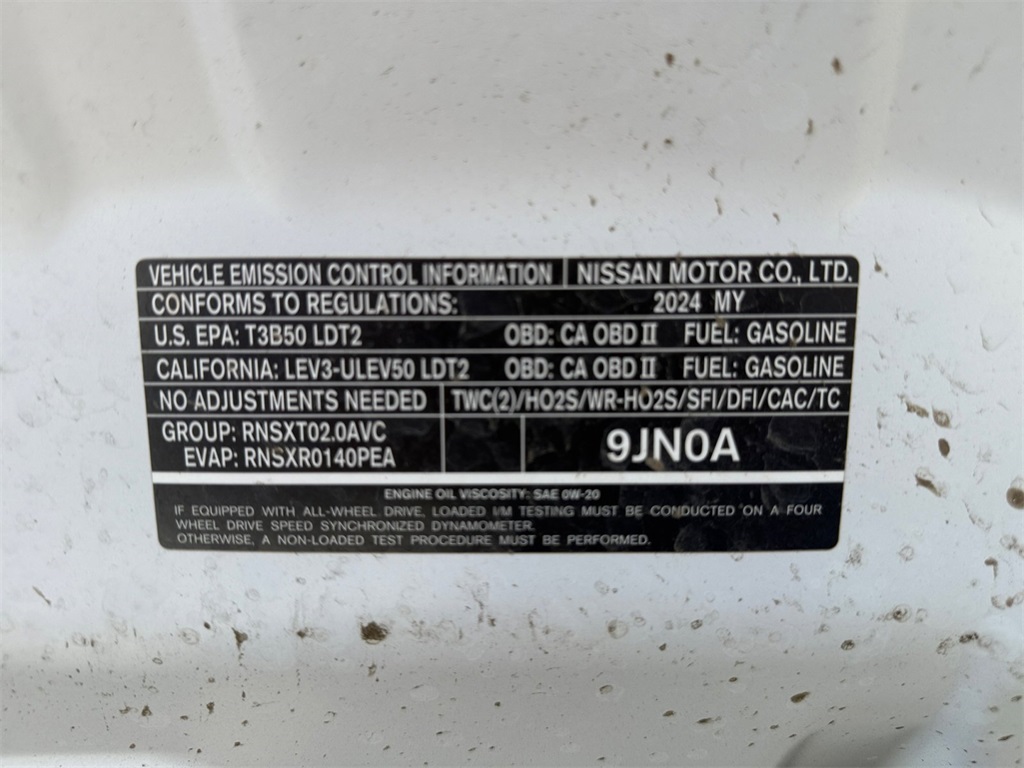 VEHICLE EMISSION CONTROL INFORMATION NISSAN MOTOR CO., LTD.
CONFORMS TO REGULATIONS: 2024 MY
U.S. EPA: T3B50 LDT2 OBD: CA OBD II FUEL: GASOLINE
CALIFORNIA: LEV3-ULEV50 LDT2 OBD: CA OBD II FUEL: GASOLINE
NO ADJUSTMENTS NEEDED TWC(2)/HO2S/WR-HO2S/SFI/DFI/CAC/TC
GROUP: RNSXT02.0AVC
EVAP: RNSXR0140PEA
9JN0A
ENGINE OIL VISCOSITY: SAE 0W-20
IF EQUIPPED WITH ALL-WHEEL DRIVE, LOADED I/M TESTING MUST BE CONDUCTED ON A FOUR
WHEEL DRIVE SPEED SYNCHRONIZED DYNAMOMETER.
OTHERWISE, A NON-LOADED TEST PROCEDURE MUST BE PERFORMED.